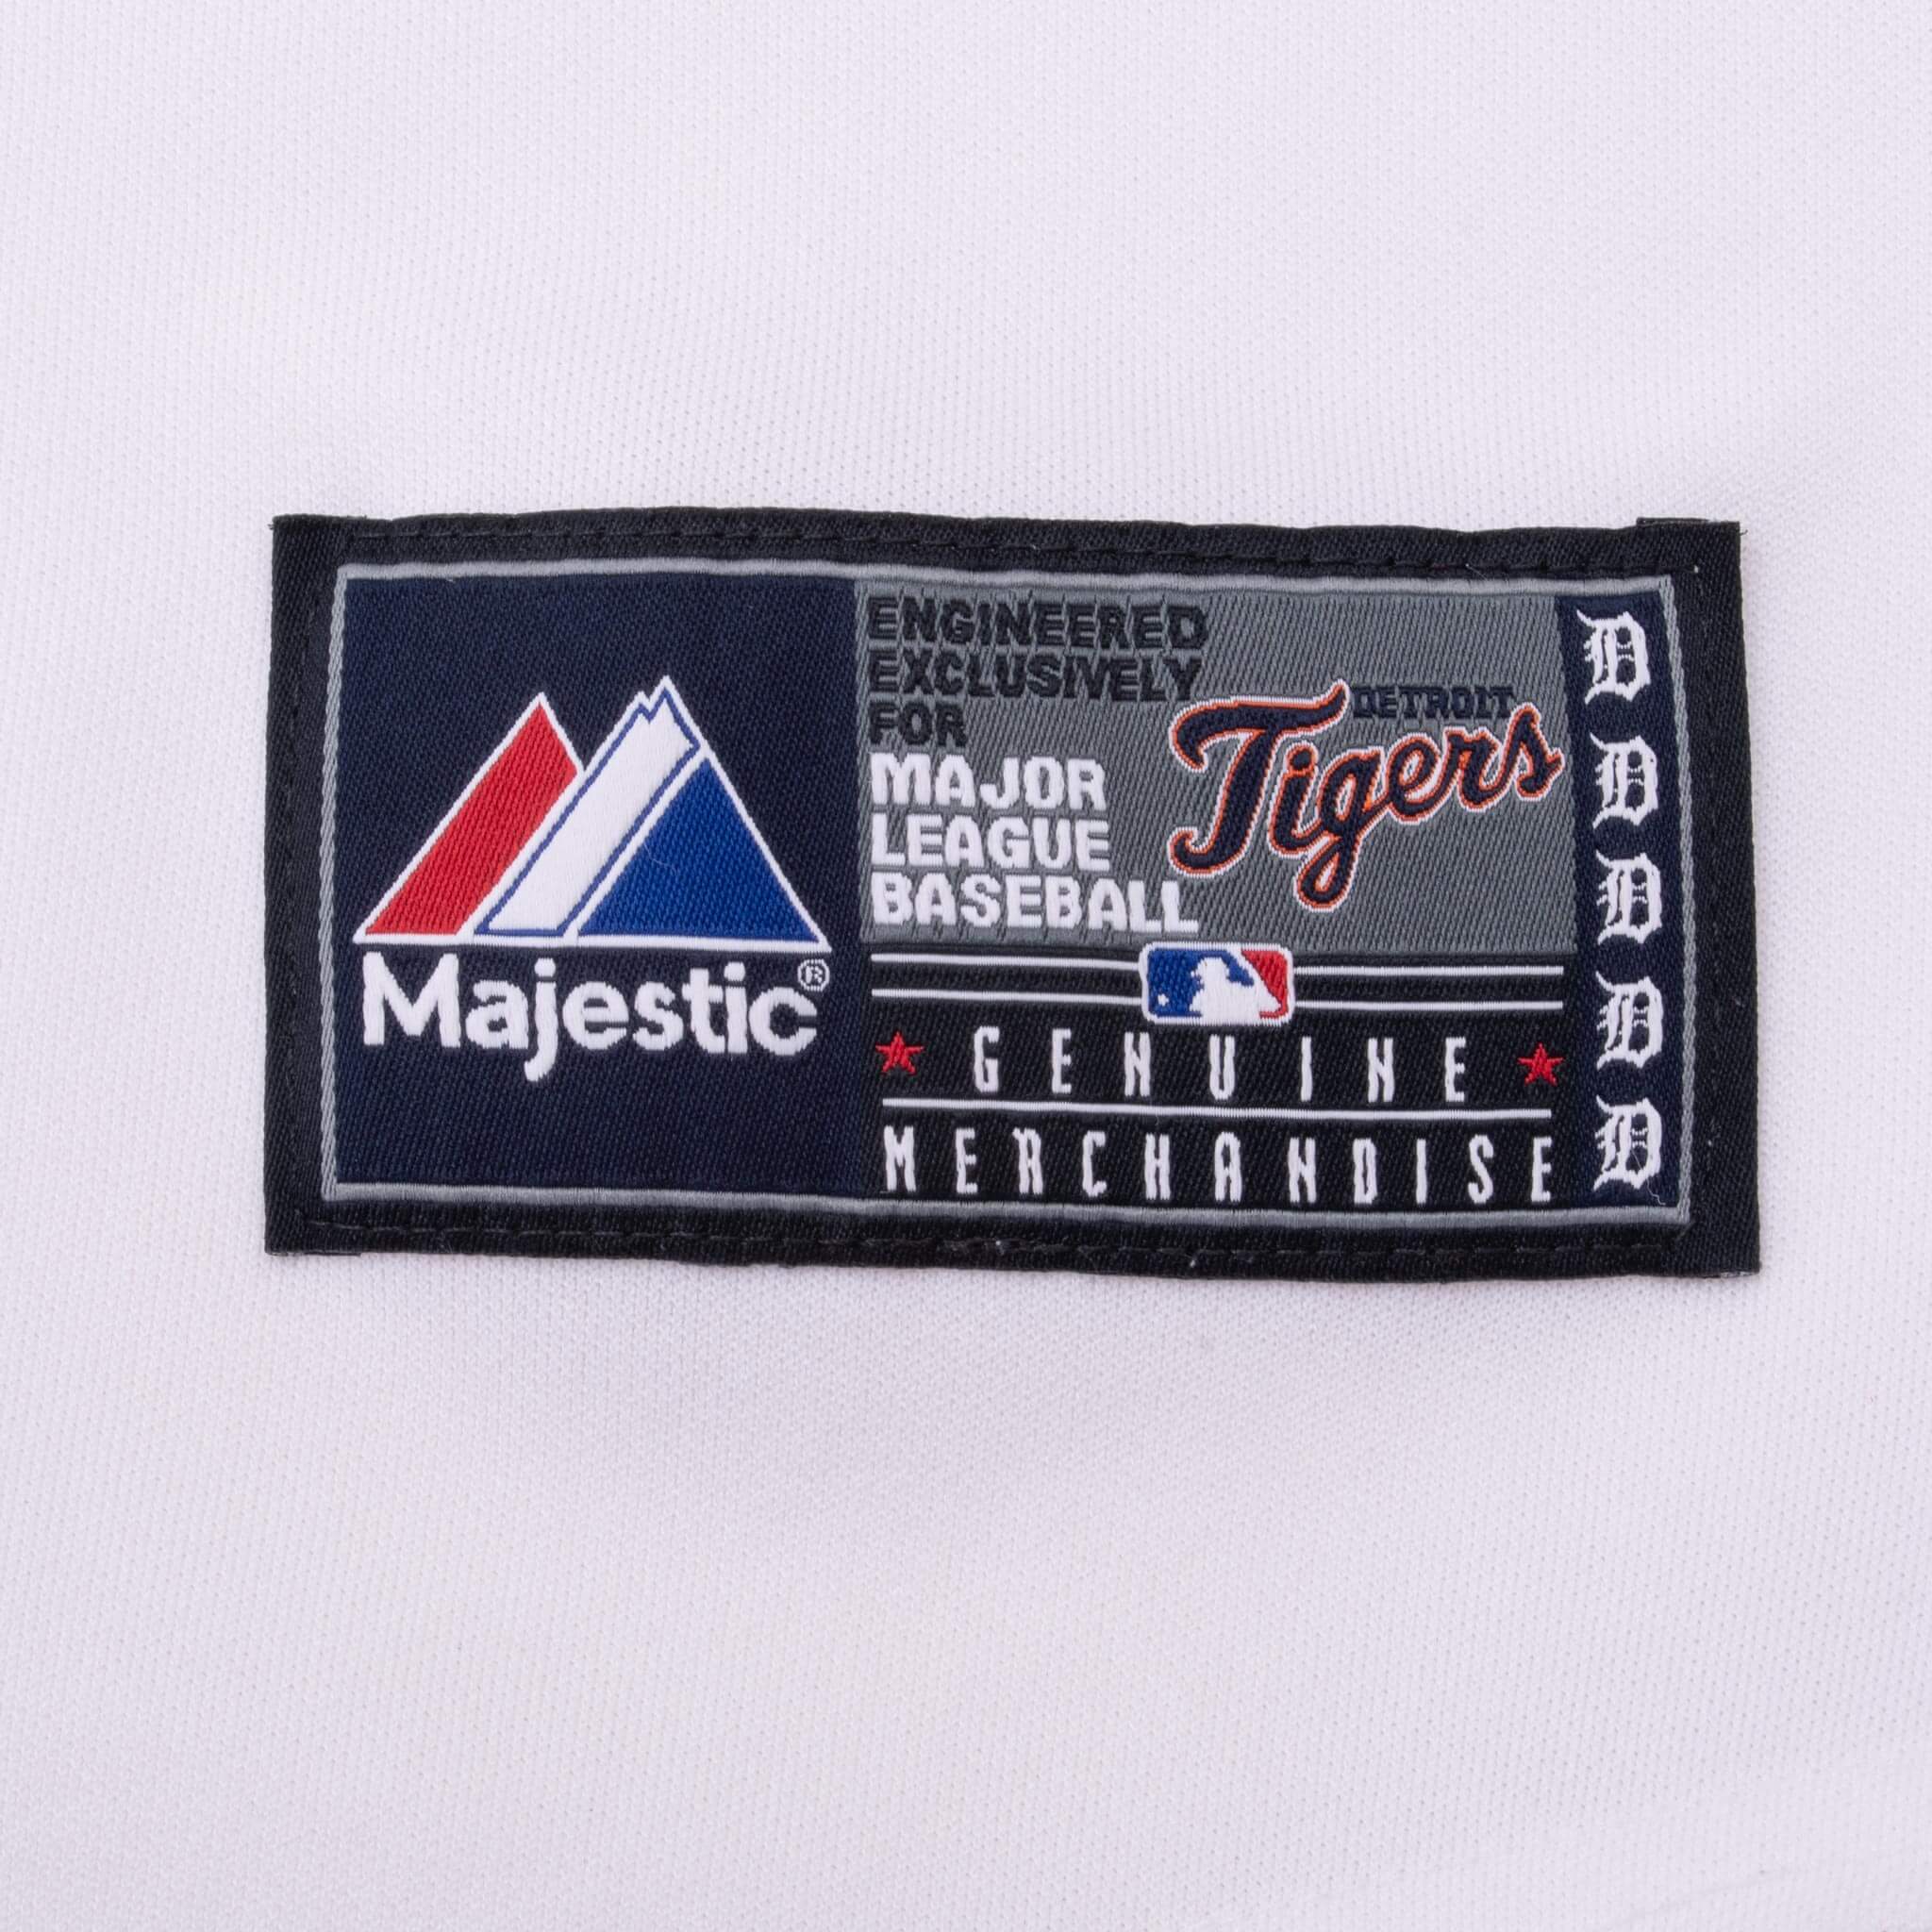 Majestic®
ENGINEERED
EXCLUSIVELY
FOR
MAJOR
LEAGUE
BASEBALL
DETROIT
Tigers
GENUINE
MERCHANDISE
D
D
D
D
D